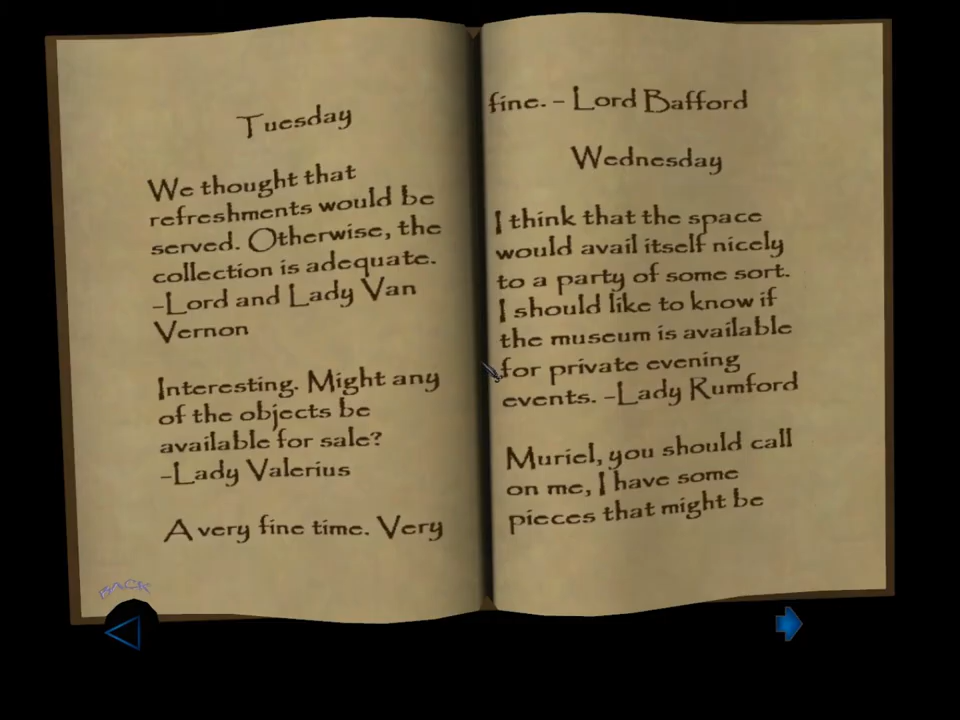 Tuesday
We thought that
refreshments would be
served. Otherwise, the
collection is adequate.
-Lord and Lady Van
Vernon
Interesting. Might any
of the objects be
available for sale?
-Lady Valerius
A very fine time. Very
fine. - Lord Bafford
Wednesday
I think that the space
would avail itself nicely
to a party of some sort.
I should like to know if
the museum is available
for private evening
events. -Lady Rumford
Muriel, you should call
on me, I have some
pieces that might be
BACK